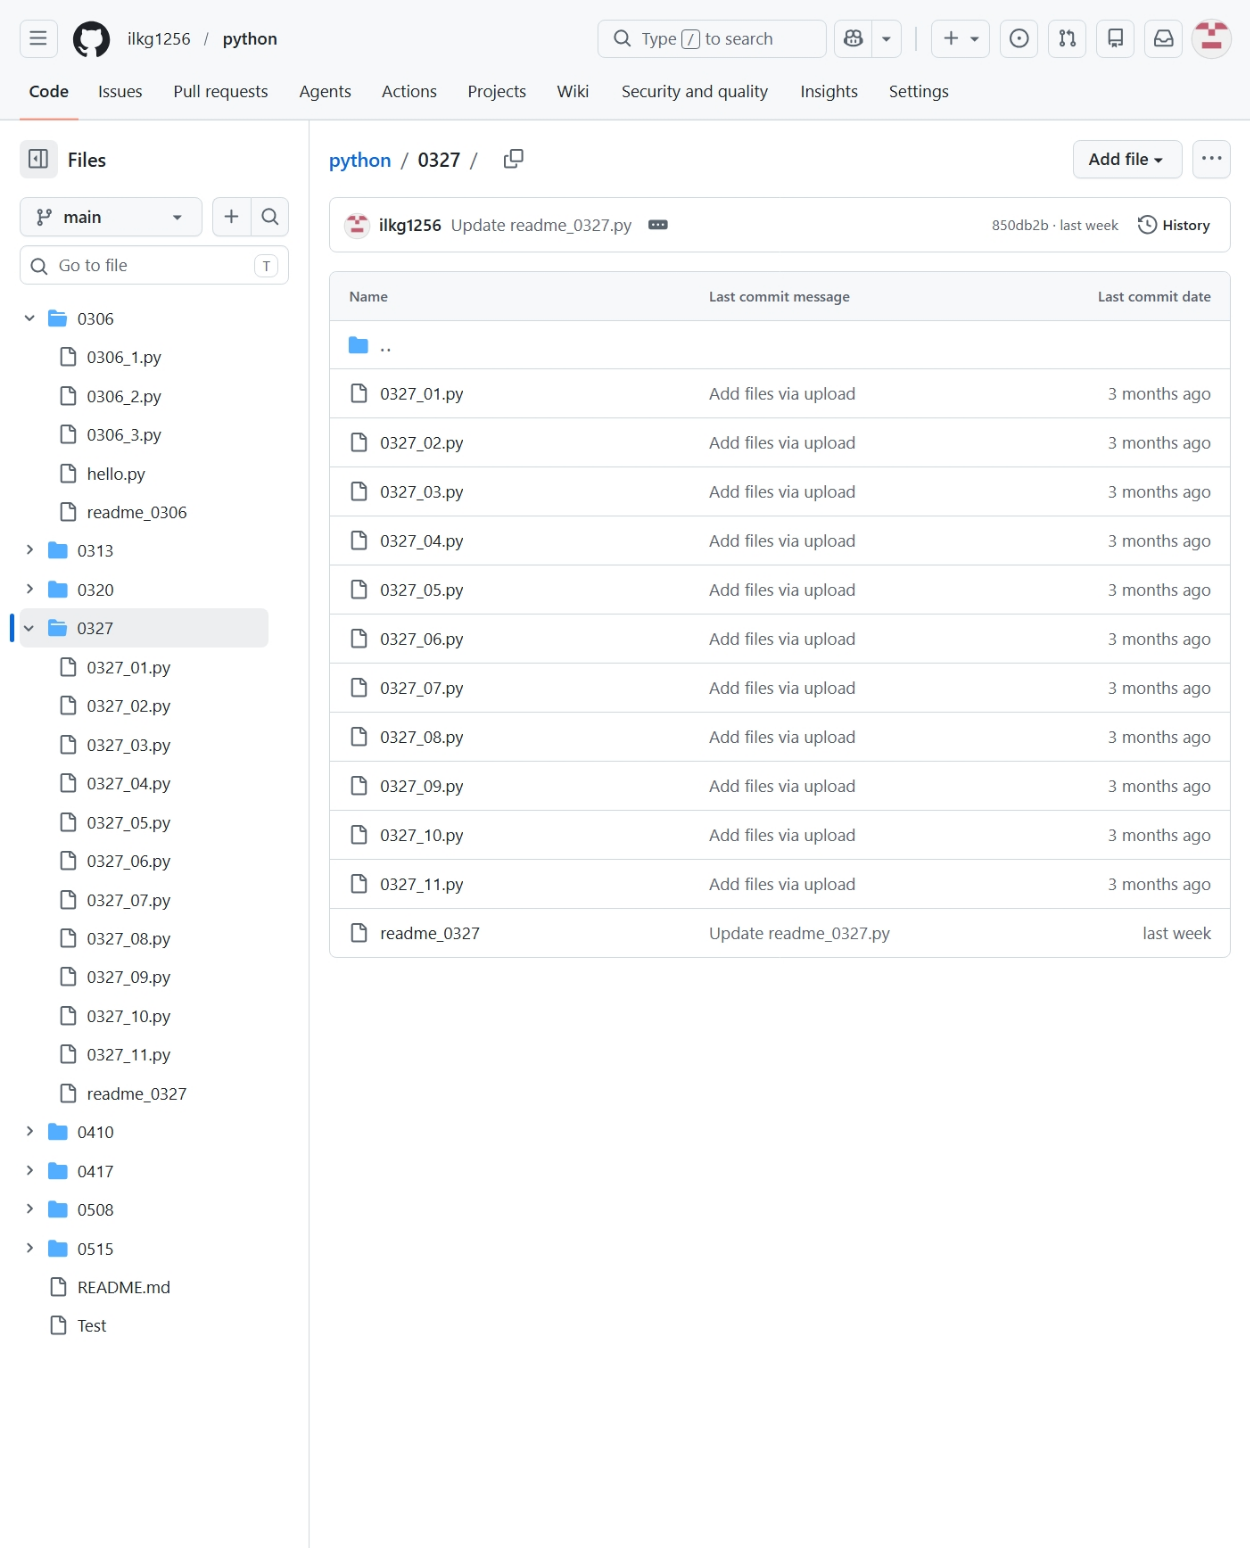 ilkg1256 / python
Type / to search
Code Issues Pull requests Agents Actions Projects Wiki Security and quality Insights Settings
Files
main
Go to file T
0306
0306_1.py
0306_2.py
0306_3.py
hello.py
readme_0306
0313
0320
0327
0327_01.py
0327_02.py
0327_03.py
0327_04.py
0327_05.py
0327_06.py
0327_07.py
0327_08.py
0327_09.py
0327_10.py
0327_11.py
readme_0327
0410
0417
0508
0515
README.md
Test
python / 0327 /
Add file
ilkg1256 Update readme_0327.py
850db2b · last week History
Name Last commit message Last commit date
..
0327_01.py Add files via upload 3 months ago
0327_02.py Add files via upload 3 months ago
0327_03.py Add files via upload 3 months ago
0327_04.py Add files via upload 3 months ago
0327_05.py Add files via upload 3 months ago
0327_06.py Add files via upload 3 months ago
0327_07.py Add files via upload 3 months ago
0327_08.py Add files via upload 3 months ago
0327_09.py Add files via upload 3 months ago
0327_10.py Add files via upload 3 months ago
0327_11.py Add files via upload 3 months ago
readme_0327 Update readme_0327.py last week